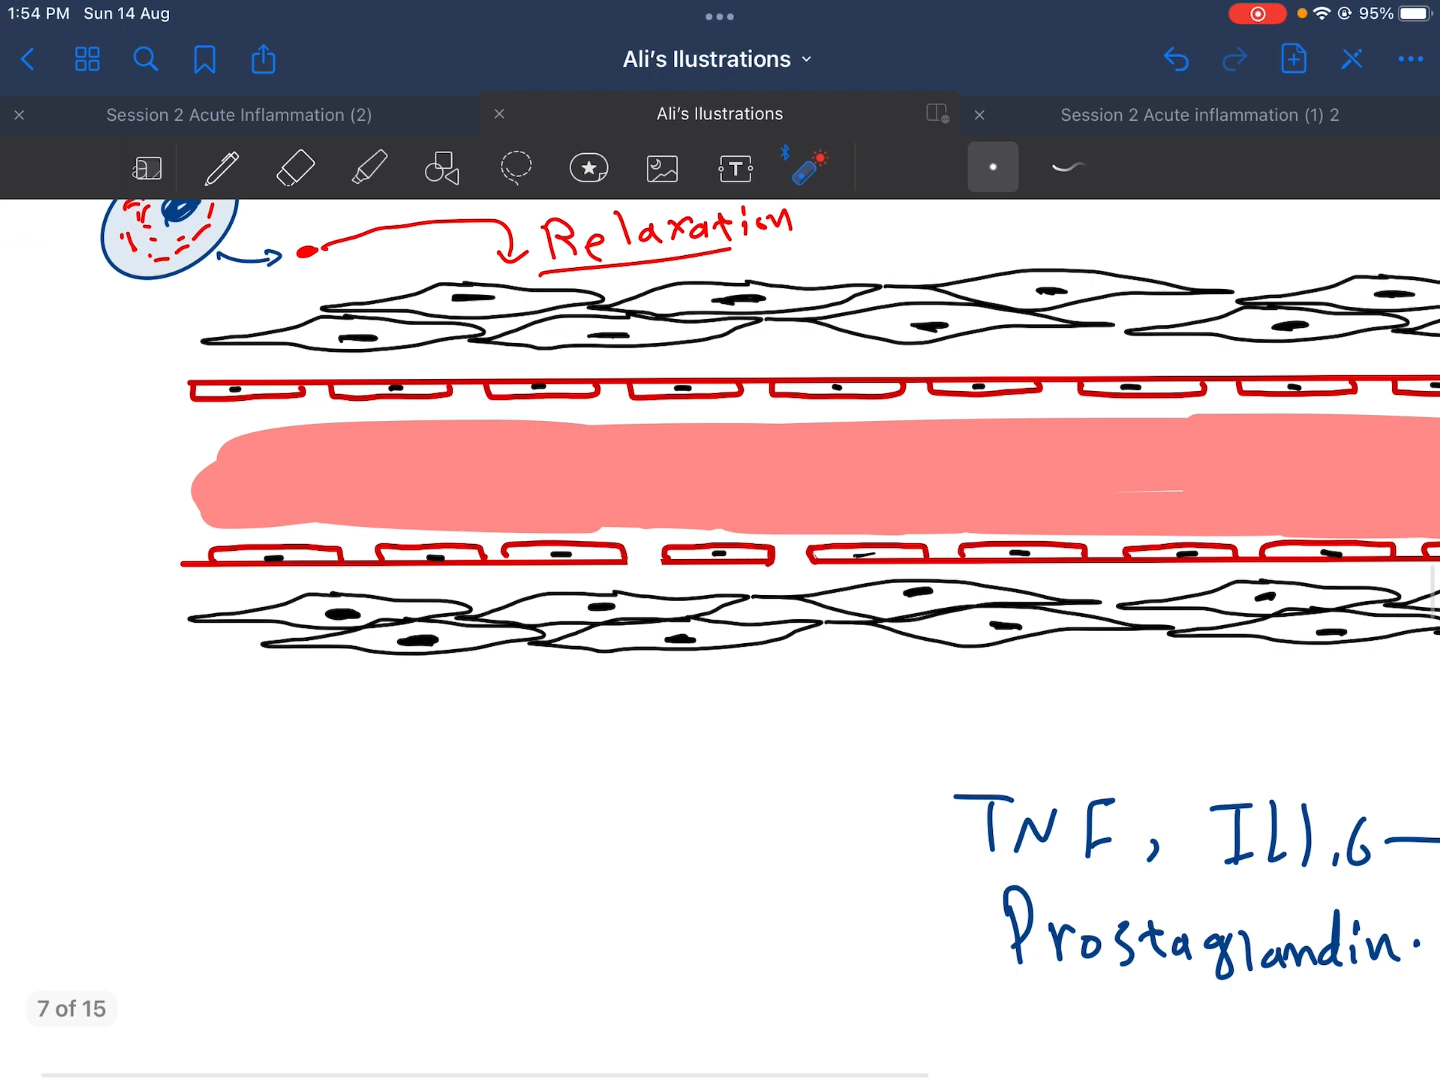 1:54 PM Sun 14 Aug
95%
Ali's Ilustrations
Session 2 Acute Inflammation (2)
Ali's Ilustrations
Session 2 Acute inflammation (1) 2
Relaxation
TNF, IL1,6
Prostaglandin.
7 of 15